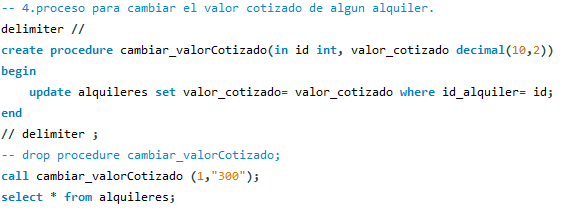 -- 4.proceso para cambiar el valor cotizado de algun alquiler.
delimiter //
create procedure cambiar_valorCotizado(in id int, valor_cotizado decimal(10,2))
begin
update alquileres set valor_cotizado= valor_cotizado where id_alquiler= id;
end
// delimiter ;
-- drop procedure cambiar_valorCotizado;
call cambiar_valorCotizado (1,"300");
select * from alquileres;